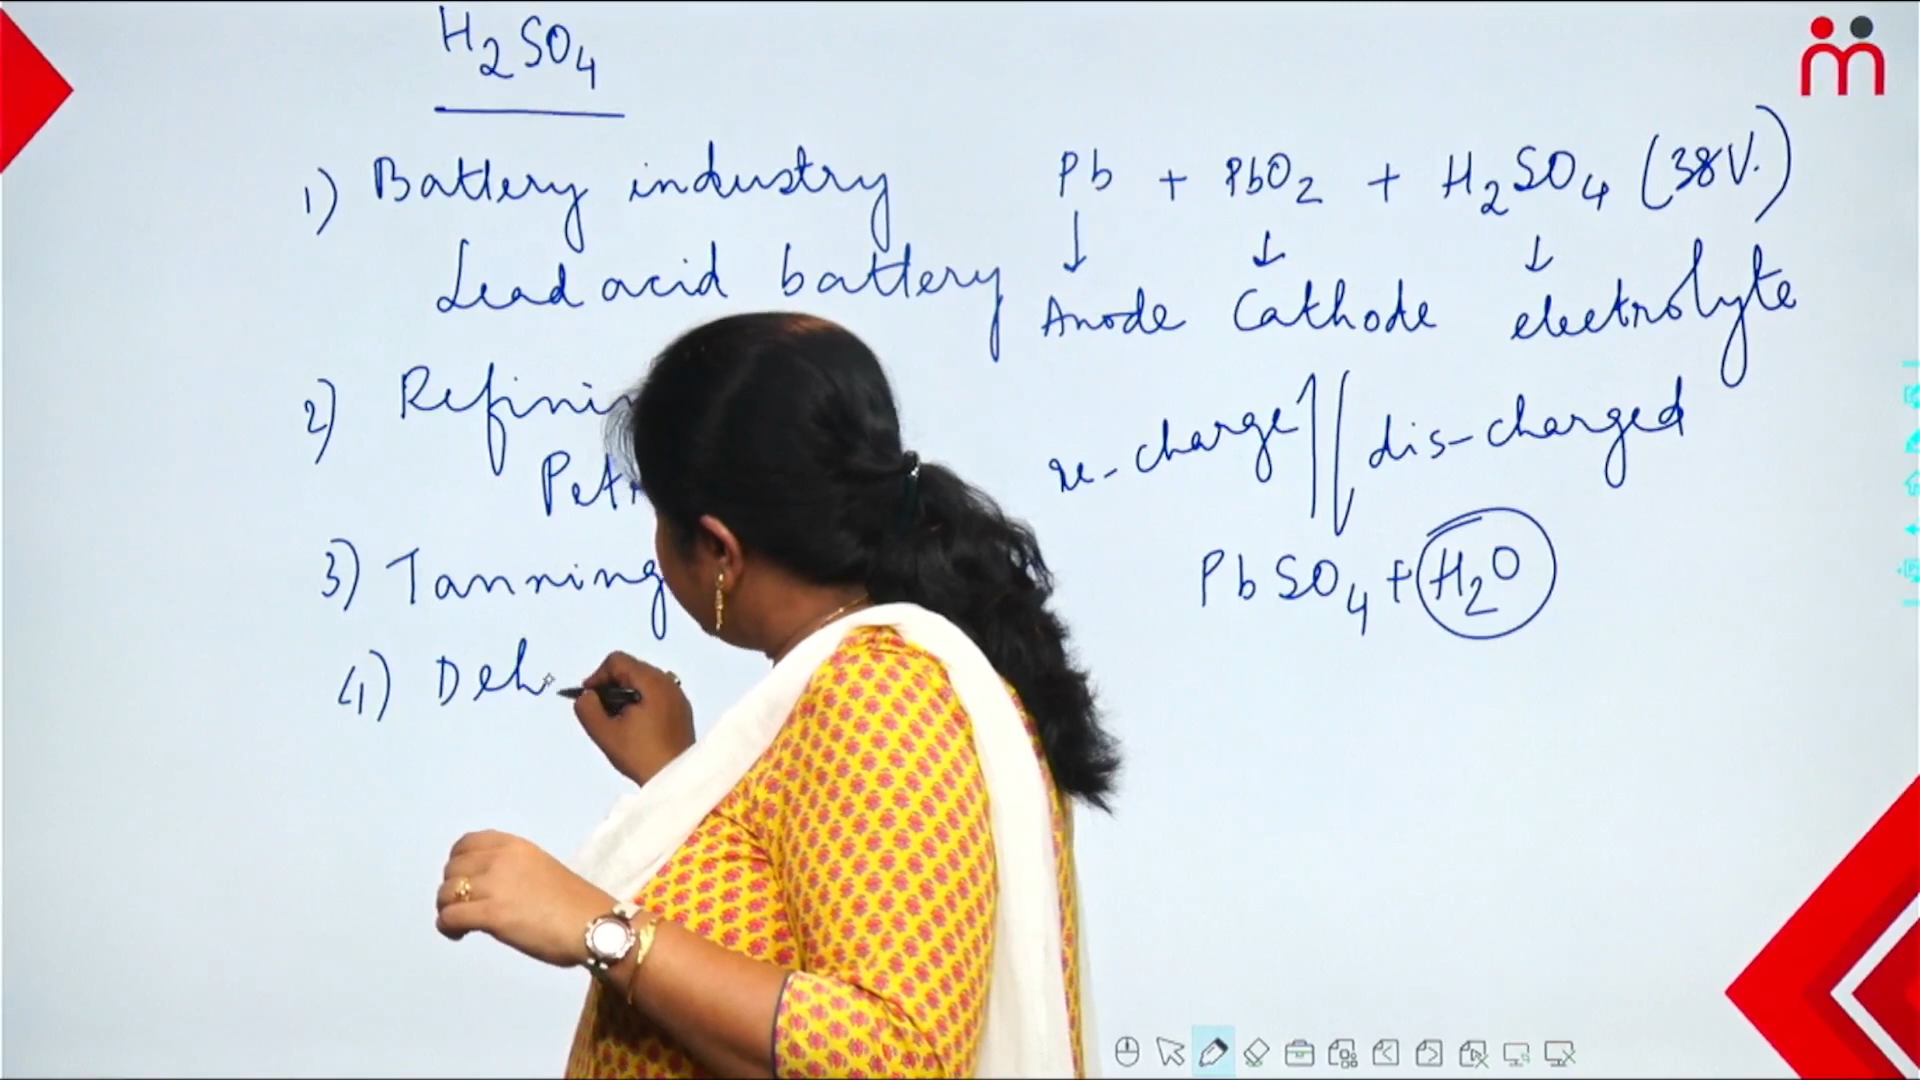 H2SO4
1) Battery industry
Lead acid battery
2) Refinin
Pet
3) Tanning
4) Deh
Pb + PbO2 + H2SO4 (38V.)
↓ ↓ ↓
Anode Cathode electrolyte
re-charge dis-charged
PbSO4 + H2O